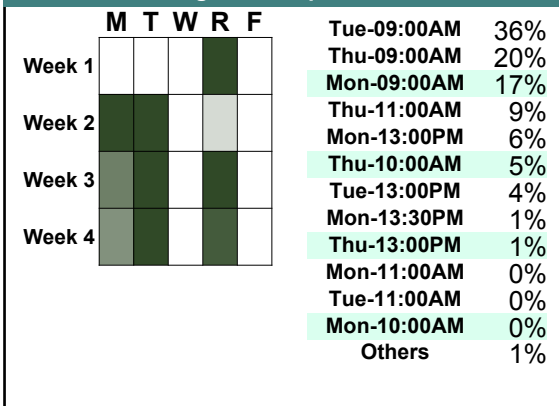 M T W R F
Week 1
Week 2
Week 3
Week 4
Tue-09:00AM 36%
Thu-09:00AM 20%
Mon-09:00AM 17%
Thu-11:00AM 9%
Mon-13:00PM 6%
Thu-10:00AM 5%
Tue-13:00PM 4%
Mon-13:30PM 1%
Thu-13:00PM 1%
Mon-11:00AM 0%
Tue-11:00AM 0%
Mon-10:00AM 0%
Others 1%